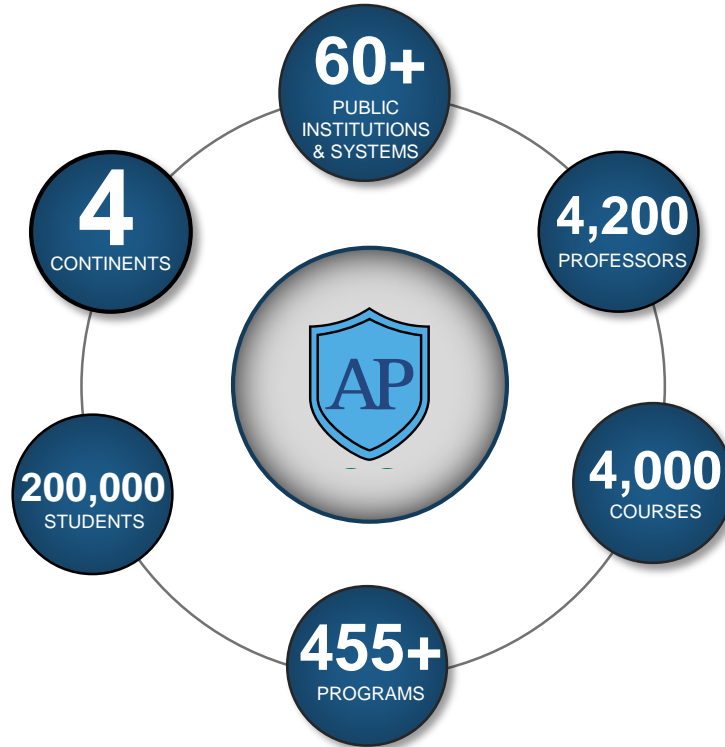 60+
PUBLIC
INSTITUTIONS
& SYSTEMS
4,200
PROFESSORS
4,000
COURSES
455+
PROGRAMS
200,000
STUDENTS
4
CONTINENTS
AP